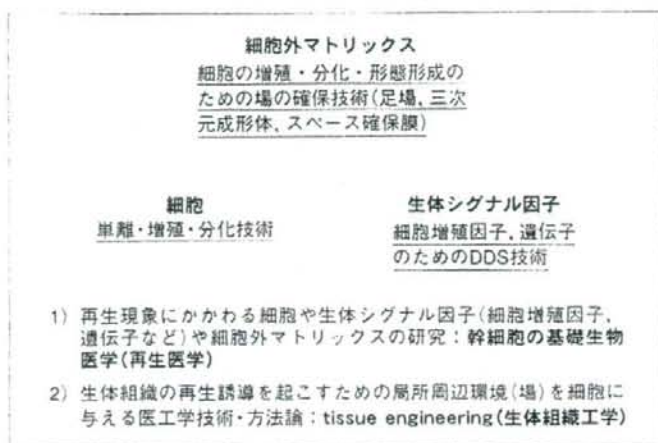 細胞外マトリックス
細胞の増殖・分化・形態形成の
ための場の確保技術(足場,三次
元成形体,スペース確保膜)
細胞
単離・増殖・分化技術
生体シグナル因子
細胞増殖因子,遺伝子
のためのDDS技術
1) 再生現象にかかわる細胞や生体シグナル因子(細胞増殖因子,
遺伝子など)や細胞外マトリックスの研究:幹細胞の基礎生物
医学(再生医学)
2) 生体組織の再生誘導を起こすための局所周辺環境(場)を細胞に
与える医工学技術・方法論:tissue engineering(生体組織工学)